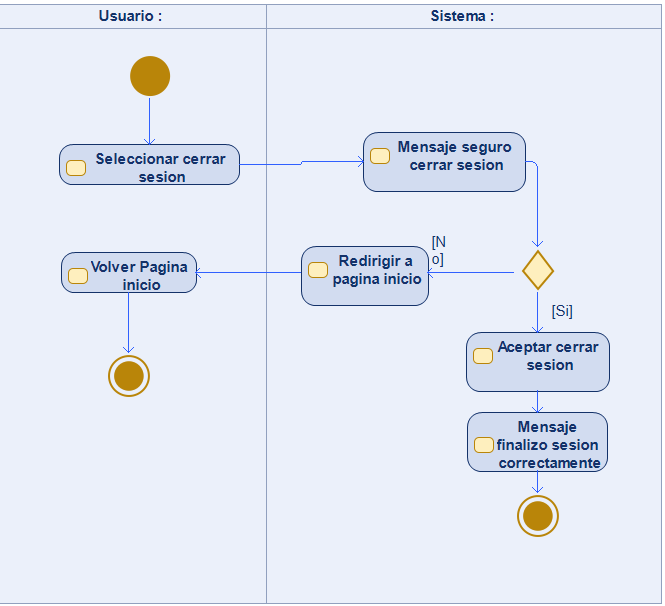 Usuario :
Sistema :
Seleccionar cerrar
sesion
Mensaje seguro
cerrar sesion
[N
o]
Redirigir a
pagina inicio
Volver Pagina
inicio
[Si]
Aceptar cerrar
sesion
Mensaje
finalizo sesion
correctamente